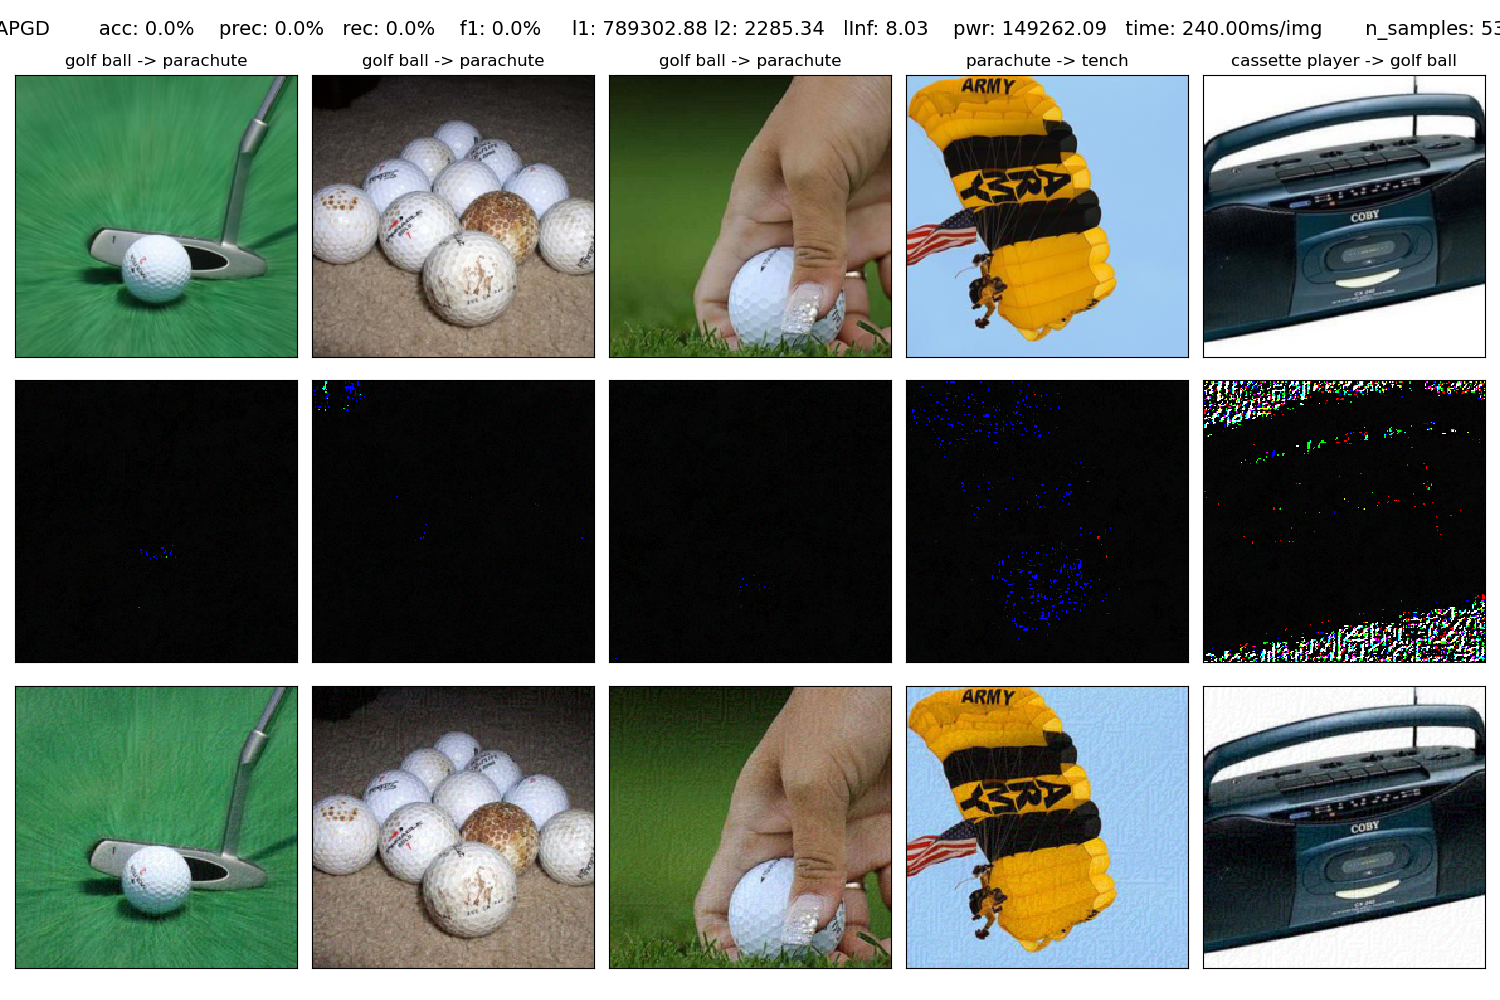 APGD acc: 0.0% prec: 0.0% rec: 0.0% f1: 0.0% l1: 789302.88 l2: 2285.34 lInf: 8.03 pwr: 149262.09 time: 240.00ms/img n_samples: 53
golf ball -> parachute golf ball -> parachute golf ball -> parachute parachute -> tench cassette player -> golf ball
ARMY
ARMY
COBY
ARMY
ARMY
COBY